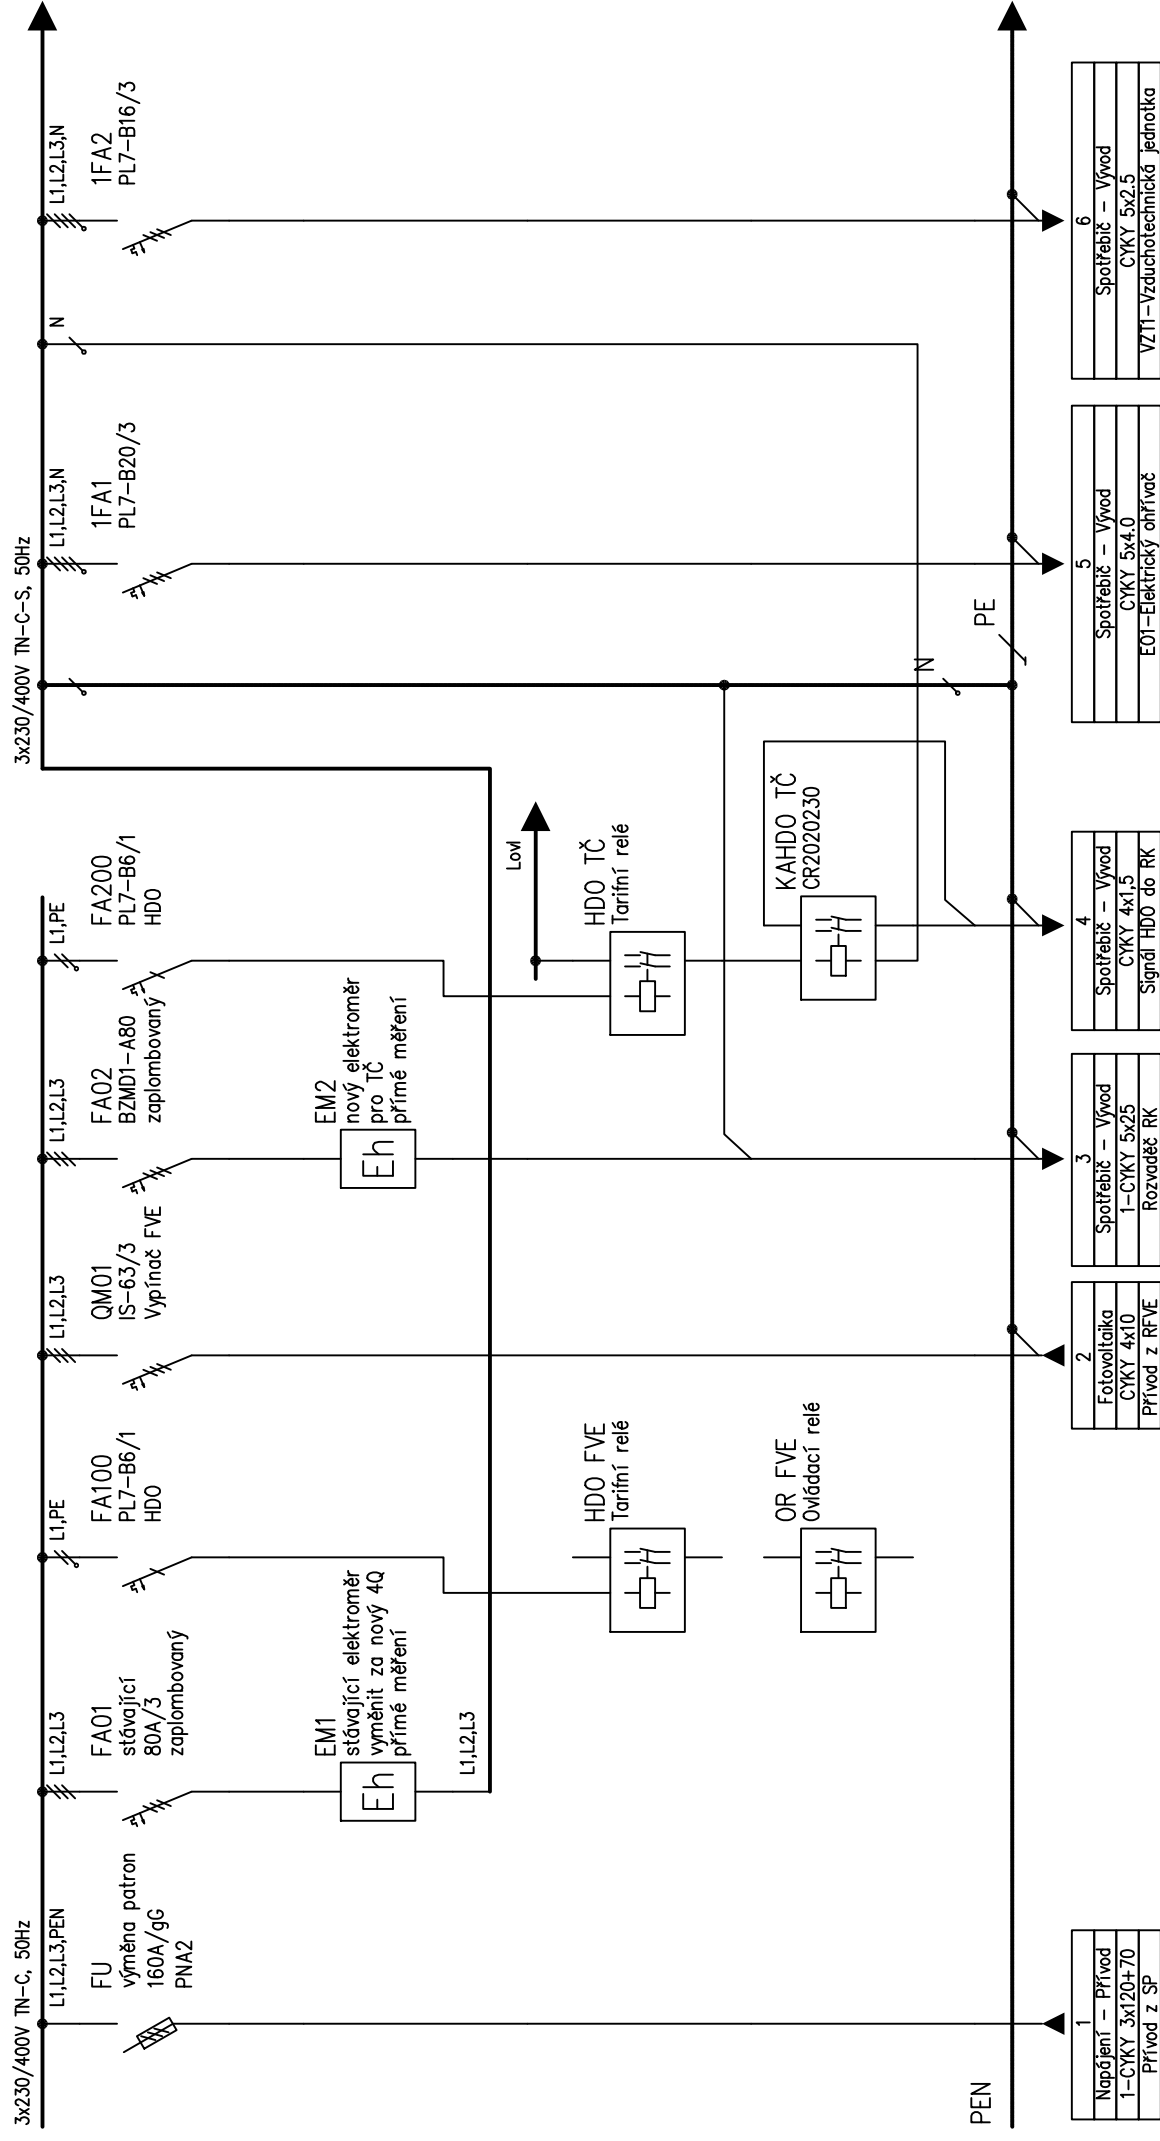 3x230/400V TN-C, 50Hz
L1,L2,L3,PEN
FU
výměna patron
160A/gG
PNA2
L1,L2,L3
FA01
stávající
80A/3
zaplombovaný
EM1
stávající elektroměr
vyměnit za nový 4Q
přímé měření
Eh
L1,L2,L3
L1,PE
FA100
PL7-B6/1
HDO
HDO FVE
Tarifní relé
OR FVE
Ovládací relé
L1,L2,L3
QM01
IS-63/3
Vypínač FVE
L1,L2,L3
FA02
BZMD1-A80
zaplombovaný
EM2
nový elektroměr
pro TČ
přímé měření
Eh
L1,PE
FA200
PL7-B6/1
HDO
Lovl
HDO TČ
Tarifní relé
KAHDO TČ
CR2020230
3x230/400V TN-C-S, 50Hz
N
PE
L1,L2,L3,N
1FA1
PL7-B20/3
N
L1,L2,L3,N
1FA2
PL7-B16/3
PEN
1
Napájení - Přívod
1-CYKY 3x120+70
Přívod z SP
2
Fotovoltaika
CYKY 4x10
Přívod z RFVE
3
Spotřebič - Vývod
1-CYKY 5x25
Rozvaděč RK
4
Spotřebič - Vývod
CYKY 4x1,5
Signál HDO do RK
5
Spotřebič - Vývod
CYKY 5x4.0
EO1-Elektrický ohřívač
6
Spotřebič - Vývod
CYKY 5x2.5
VZT1-Vzduchotechnická jednotka